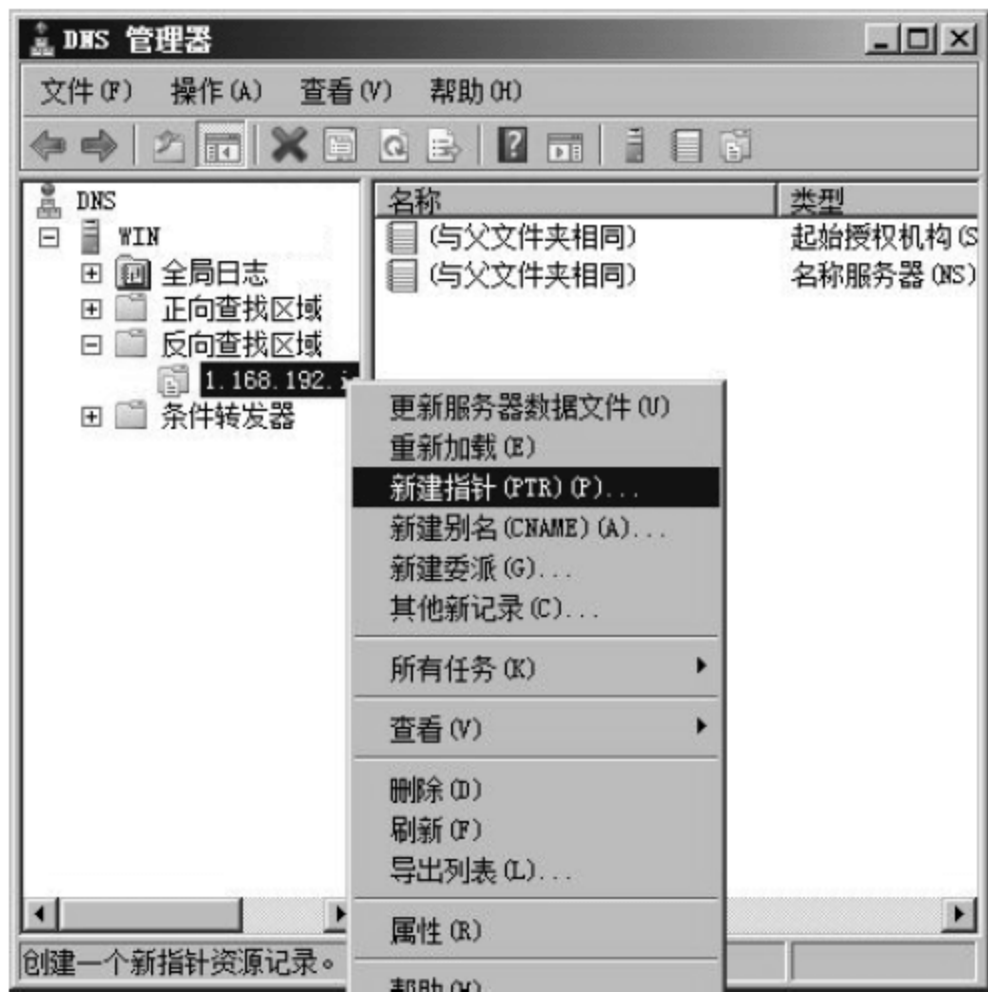 DNS 管理器
文件(F) 操作(A) 查看(V) 帮助(H)
DNS
WIN
全局日志
正向查找区域
反向查找区域
1.168.192.i
条件转发器
名称 类型
(与父文件夹相同) 起始授权机构(S
(与父文件夹相同) 名称服务器(NS)
更新服务器数据文件(U)
重新加载(E)
新建指针(PTR)(P)...
新建别名(CNAME)(A)...
新建委派(G)...
其他新记录(C)...
所有任务(K)
查看(V)
删除(D)
刷新(F)
导出列表(L)...
属性(R)
帮助(H)
创建一个新指针资源记录。